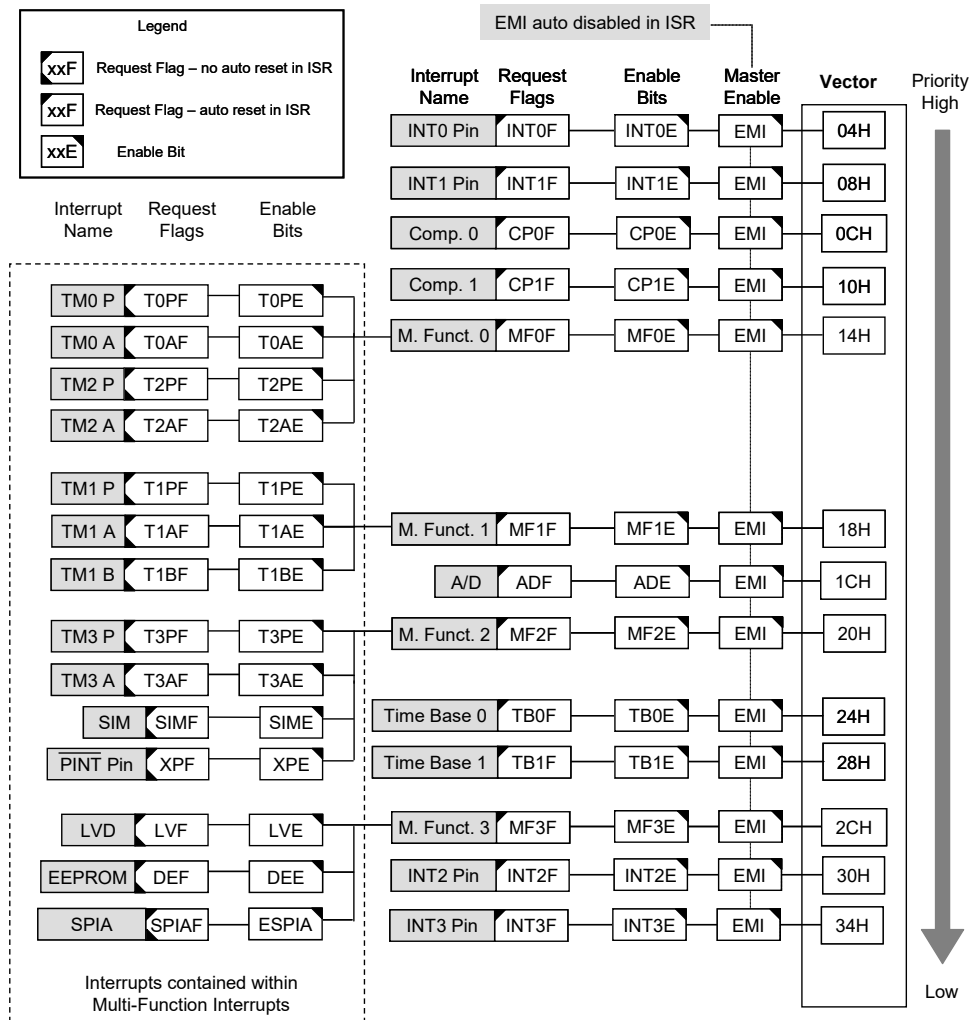 Legend
xxF Request Flag – no auto reset in ISR
xxF Request Flag – auto reset in ISR
xxE Enable Bit
EMI auto disabled in ISR
Interrupt Name Request Flags Enable Bits Master Enable Vector Priority High
INT0 Pin INT0F INT0E EMI 04H
INT1 Pin INT1F INT1E EMI 08H
Comp. 0 CP0F CP0E EMI 0CH
Comp. 1 CP1F CP1E EMI 10H
M. Funct. 0 MF0F MF0E EMI 14H
M. Funct. 1 MF1F MF1E EMI 18H
A/D ADF ADE EMI 1CH
M. Funct. 2 MF2F MF2E EMI 20H
Time Base 0 TB0F TB0E EMI 24H
Time Base 1 TB1F TB1E EMI 28H
M. Funct. 3 MF3F MF3E EMI 2CH
INT2 Pin INT2F INT2E EMI 30H
INT3 Pin INT3F INT3E EMI 34H
Low
Interrupt Name Request Flags Enable Bits
TM0 P T0PF T0PE
TM0 A T0AF T0AE
TM2 P T2PF T2PE
TM2 A T2AF T2AE
TM1 P T1PF T1PE
TM1 A T1AF T1AE
TM1 B T1BF T1BE
TM3 P T3PF T3PE
TM3 A T3AF T3AE
SIM SIMF SIME
PINT Pin XPF XPE
LVD LVF LVE
EEPROM DEF DEE
SPIA SPIAF ESPIA
Interrupts contained within
Multi-Function Interrupts